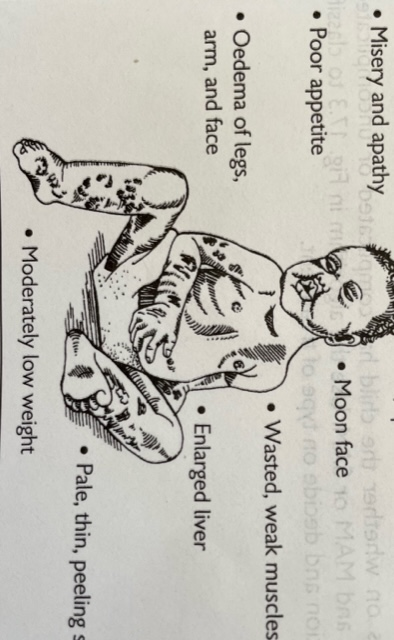 • Misery and apathy
• Moon face
• Poor appetite
• Wasted, weak muscles
• Oedema of legs,
arm, and face
• Enlarged liver
• Pale, thin, peeling
• Moderately low weight